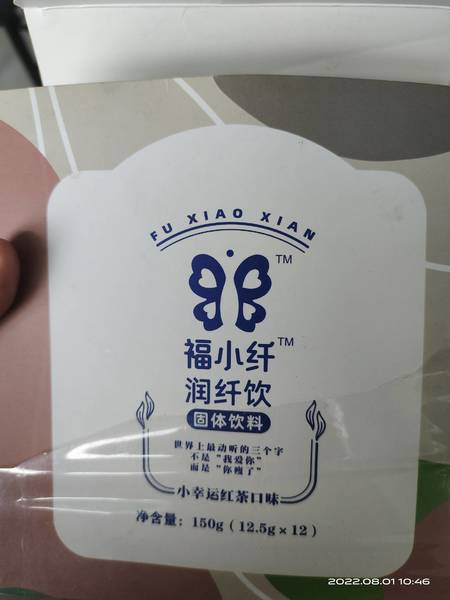 FU XIAO XIAN
TM
福小纤TM
润纤饮
固体饮料
世界上最动听的三个字
不是“我爱你”
而是“你瘦了”
小幸运红茶口味
净含量：150g（12.5g×12）
2022.08.01 10:46